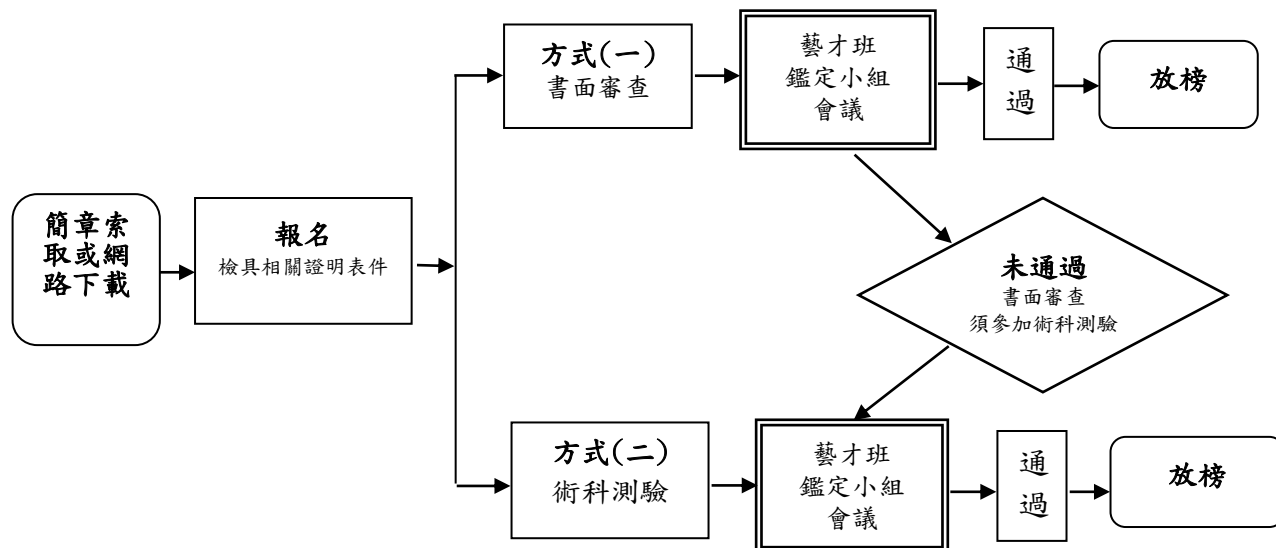 簡章索
取或網
路下載
報名
檢具相關證明表件
方式(一)
書面審查
藝才班
鑑定小組
會議
通
過
放榜
未通過
書面審查
須參加術科測驗
方式(二)
術科測驗
藝才班
鑑定小組
會議
通
過
放榜